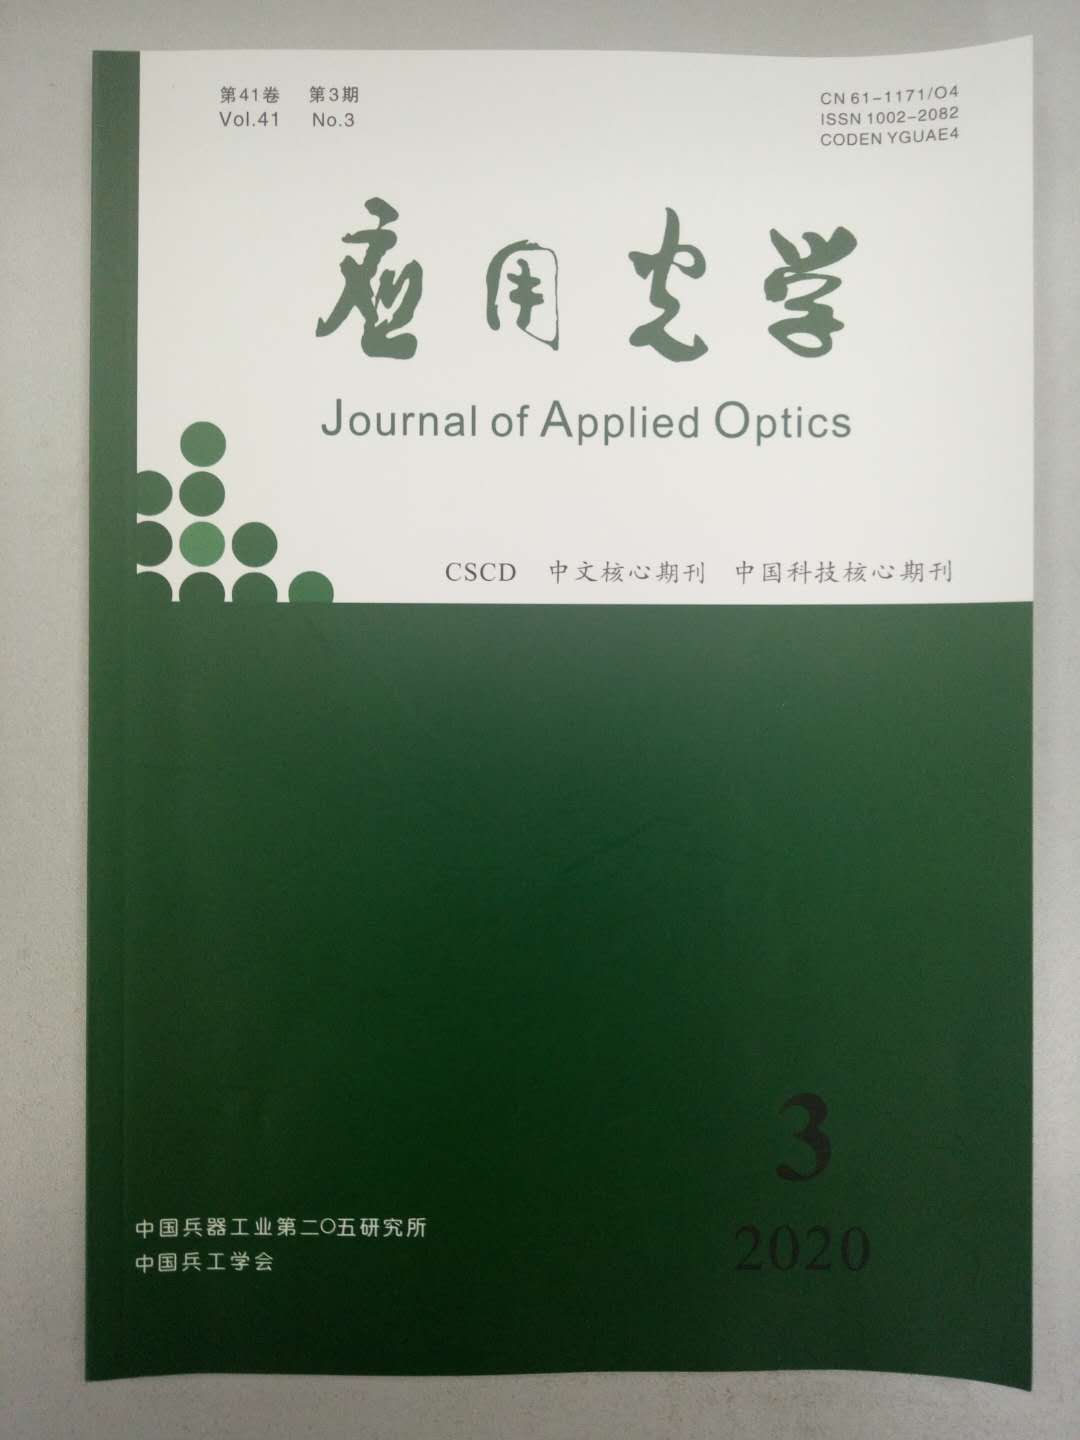 第41卷 第3期
Vol.41 No.3
CN 61-1171/O4
ISSN 1002-2082
CODEN YGUAE4
应用光学
Journal of Applied Optics
CSCD 中文核心期刊 中国科技核心期刊
3
2020
中国兵器工业第二〇五研究所
中国兵工学会